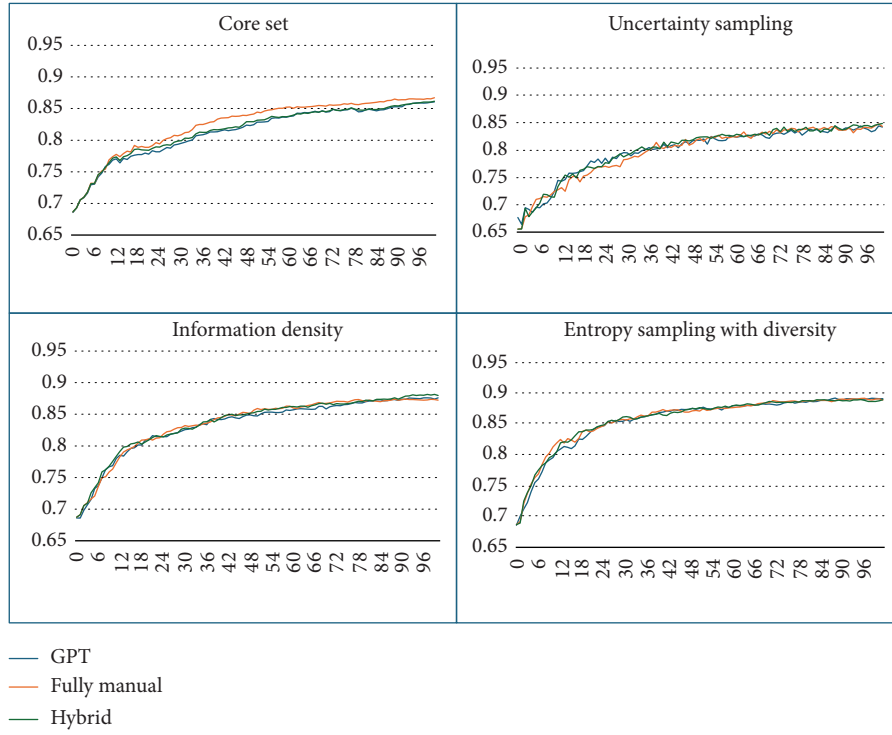 Core set
0.95
0.9
0.85
0.8
0.75
0.7
0.65
0 6 12 18 24 30 36 42 48 54 60 66 72 78 84 90 96
Uncertainty sampling
0.95
0.9
0.85
0.8
0.75
0.7
0.65
0 6 12 18 24 30 36 42 48 54 60 66 72 78 84 90 96
Information density
0.95
0.9
0.85
0.8
0.75
0.7
0.65
0 6 12 18 24 30 36 42 48 54 60 66 72 78 84 90 96
Entropy sampling with diversity
0.95
0.9
0.85
0.8
0.75
0.7
0.65
0 6 12 18 24 30 36 42 48 54 60 66 72 78 84 90 96
GPT
Fully manual
Hybrid